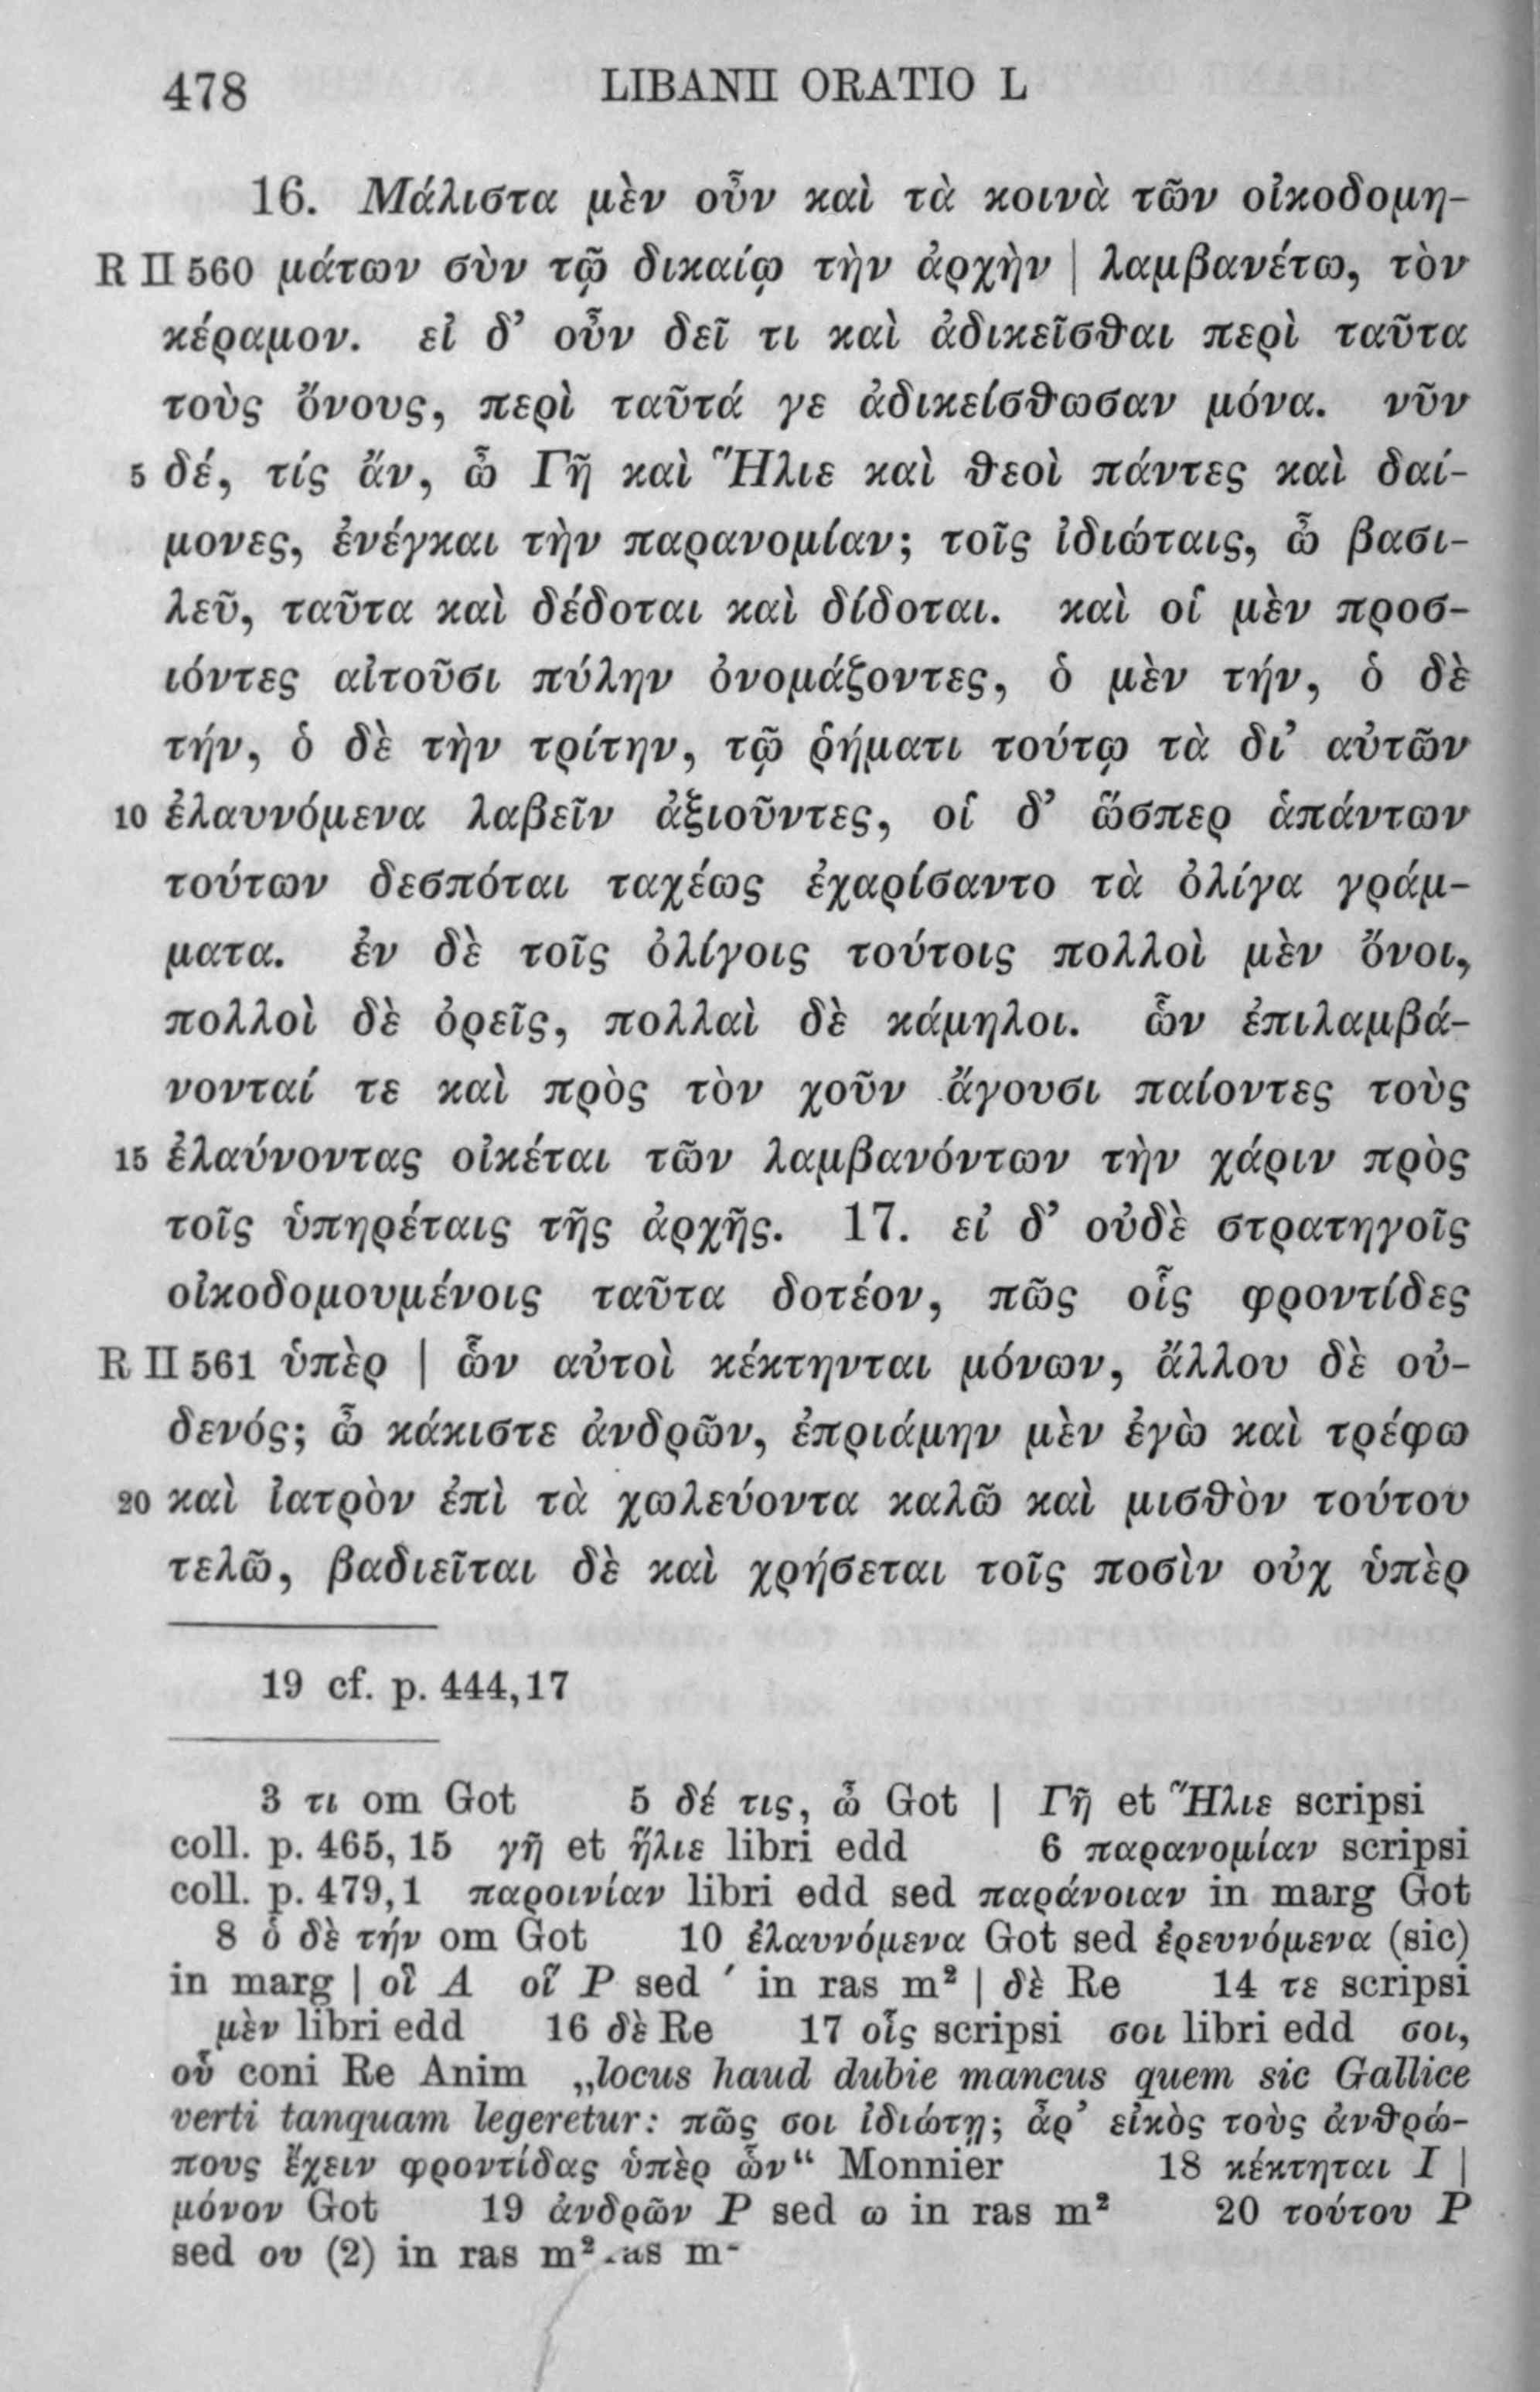 478 LIBANII ORATIO L
16. Μάλιστα μὲν οὖν καὶ τὰ κοινὰ τῶν οἰκοδομη-
R II 560 μάτων σὺν τῷ δικαίῳ τὴν ἀρχὴν | λαμβανέτω, τὸν
κέραμον. εἰ δ’ οὖν δεῖ τι καὶ ἀδικεῖσθαι περὶ ταῦτα
τοὺς ὄνους, περὶ ταῦτά γε ἀδικείσθωσαν μόνα. νῦν
5 δέ, τίς ἄν, ὦ Γῆ καὶ Ἥλιε καὶ θεοὶ πάντες καὶ δαί-
μονες, ἐνέγκαι τὴν παρανομίαν; τοῖς ἰδιώταις, ὦ βασι-
λεῦ, ταῦτα καὶ δέδοται καὶ δίδοται. καὶ οἱ μὲν προσ-
ιόντες αἰτοῦσι πύλην ὀνομάζοντες, ὁ μὲν τήν, ὁ δὲ
τήν, ὁ δὲ τὴν τρίτην, τῷ ῥήματι τούτῳ τὰ δι’ αὐτῶν
10 ἐλαυνόμενα λαβεῖν ἀξιοῦντες, οἱ δ’ ὥσπερ ἁπάντων
τούτων δεσπόται ταχέως ἐχαρίσαντο τὰ ὀλίγα γράμ-
ματα. ἐν δὲ τοῖς ὀλίγοις τούτοις πολλοὶ μὲν ὄνοι,
πολλοὶ δὲ ὀρεῖς, πολλαὶ δὲ κάμηλοι. ὧν ἐπιλαμβά-
νονταί τε καὶ πρὸς τὸν χοῦν ἄγουσι παίοντες τοὺς
15 ἐλαύνοντας οἰκέται τῶν λαμβανόντων τὴν χάριν πρὸς
τοῖς ὑπηρέταις τῆς ἀρχῆς. 17. εἰ δ’ οὐδὲ στρατηγοῖς
οἰκοδομουμένοις ταῦτα δοτέον, πῶς οἷς φροντίδες
R II 561 ὑπὲρ | ὧν αὐτοὶ κέκτηνται μόνων, ἄλλου δὲ οὐ-
δενός; ὦ κάκιστε ἀνδρῶν, ἐπριάμην μὲν ἐγὼ καὶ τρέφω
20 καὶ ἰατρὸν ἐπὶ τὰ χωλεύοντα καλῶ καὶ μισθὸν τούτου
τελῶ, βαδιεῖται δὲ καὶ χρήσεται τοῖς ποσὶν οὐχ ὑπὲρ
19 cf. p. 444,17
3 τι om Got 5 δέ τις, ὦ Got | Γῆ et Ἥλιε scripsi
coll. p. 465, 15 γῆ et ἥλιε libri edd 6 παρανομίαν scripsi
coll. p. 479,1 παροινίαν libri edd sed παράνοιαν in marg Got
8 ὁ δὲ τήν om Got 10 ἐλαυνόμενα Got sed ἐρευνόμενα (sic)
in marg | οἳ A οἵ P sed ´ in ras m² | δὲ Re 14 τε scripsi
μὲν libri edd 16 δὲ Re 17 οἷς scripsi σοι libri edd σοι,
οὗ coni Re Anim „locus haud dubie mancus quem sic Gallice
verti tanquam legeretur: πῶς σοι ἰδιώτῃ; ἆρ’ εἰκὸς τοὺς ἀνθρώ-
πους ἔχειν φροντίδας ὑπὲρ ὧν“ Monnier 18 κέκτηται I |
μόνον Got 19 ἀνδρῶν P sed ω in ras m² 20 τούτου P
sed ου (2) in ras m²